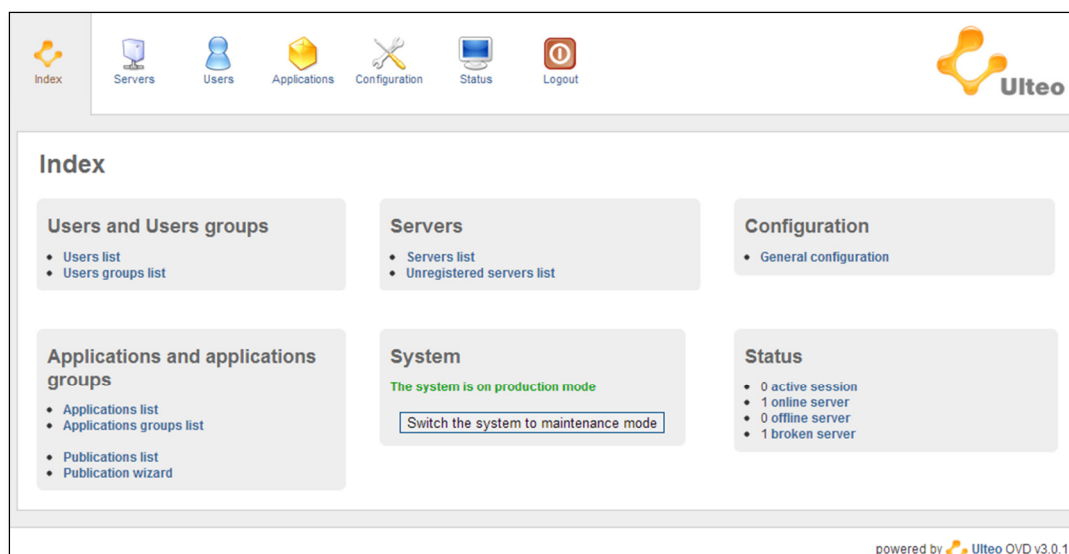 Index
Servers
Users
Applications
Configuration
Status
Logout
Ulteo
Index
Users and Users groups
Users list
Users groups list
Servers
Servers list
Unregistered servers list
Configuration
General configuration
Applications and applications
groups
Applications list
Applications groups list
Publications list
Publication wizard
System
The system is on production mode
Switch the system to maintenance mode
Status
0 active session
1 online server
0 offline server
1 broken server
powered by Ulteo OVD v3.0.1